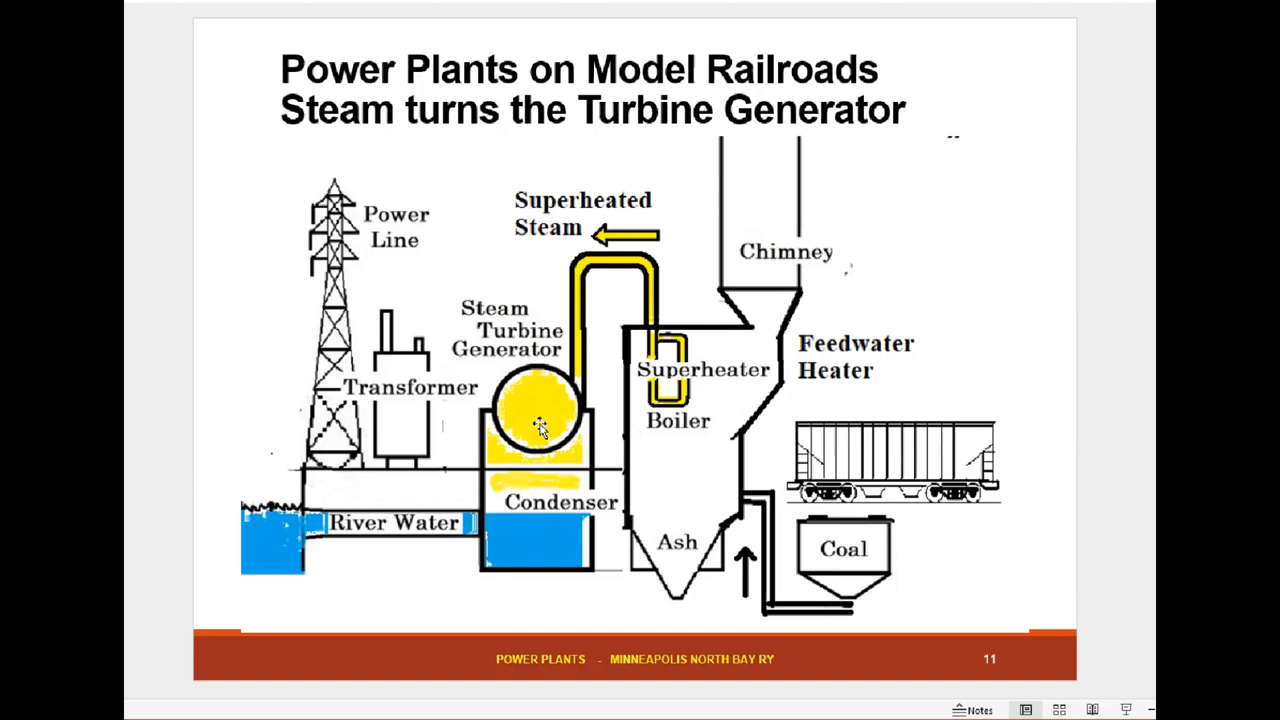 Power Plants on Model Railroads
Steam turns the Turbine Generator
Superheated
Steam
Power
Line
Chimney
Steam
Turbine
Generator
Feedwater
Heater
Superheater
Transformer
Boiler
Condenser
River Water
Ash
Coal
POWER PLANTS - MINNEAPOLIS NORTH BAY RY
11
Notes